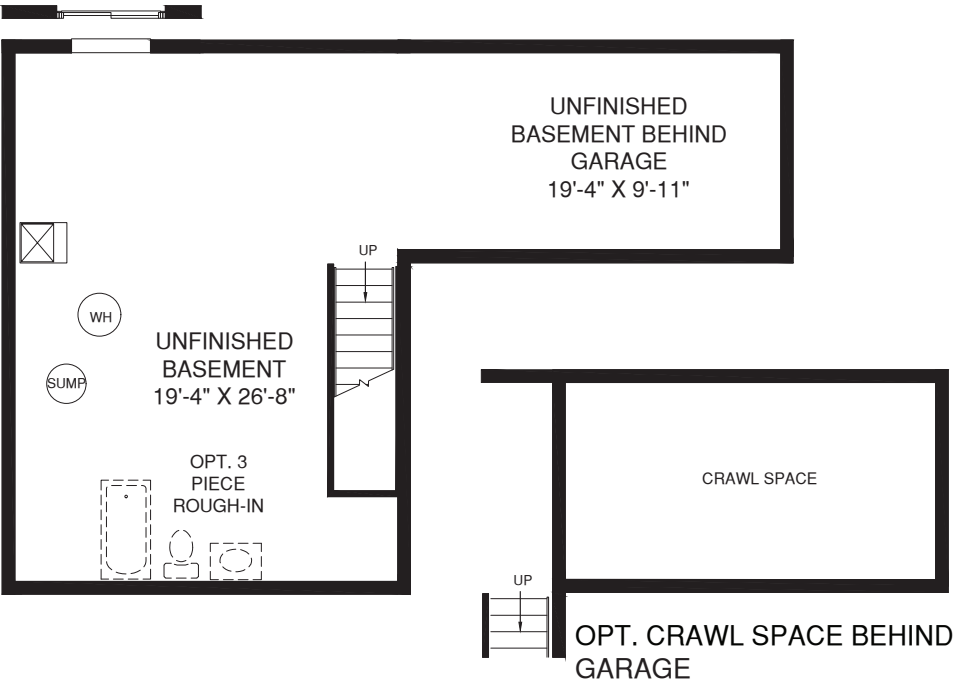 UNFINISHED
BASEMENT BEHIND
GARAGE
19'-4" X 9'-11"
UP
WH
UNFINISHED
BASEMENT
19'-4" X 26'-8"
SUMP
OPT. 3
PIECE
ROUGH-IN
CRAWL SPACE
UP
OPT. CRAWL SPACE BEHIND
GARAGE